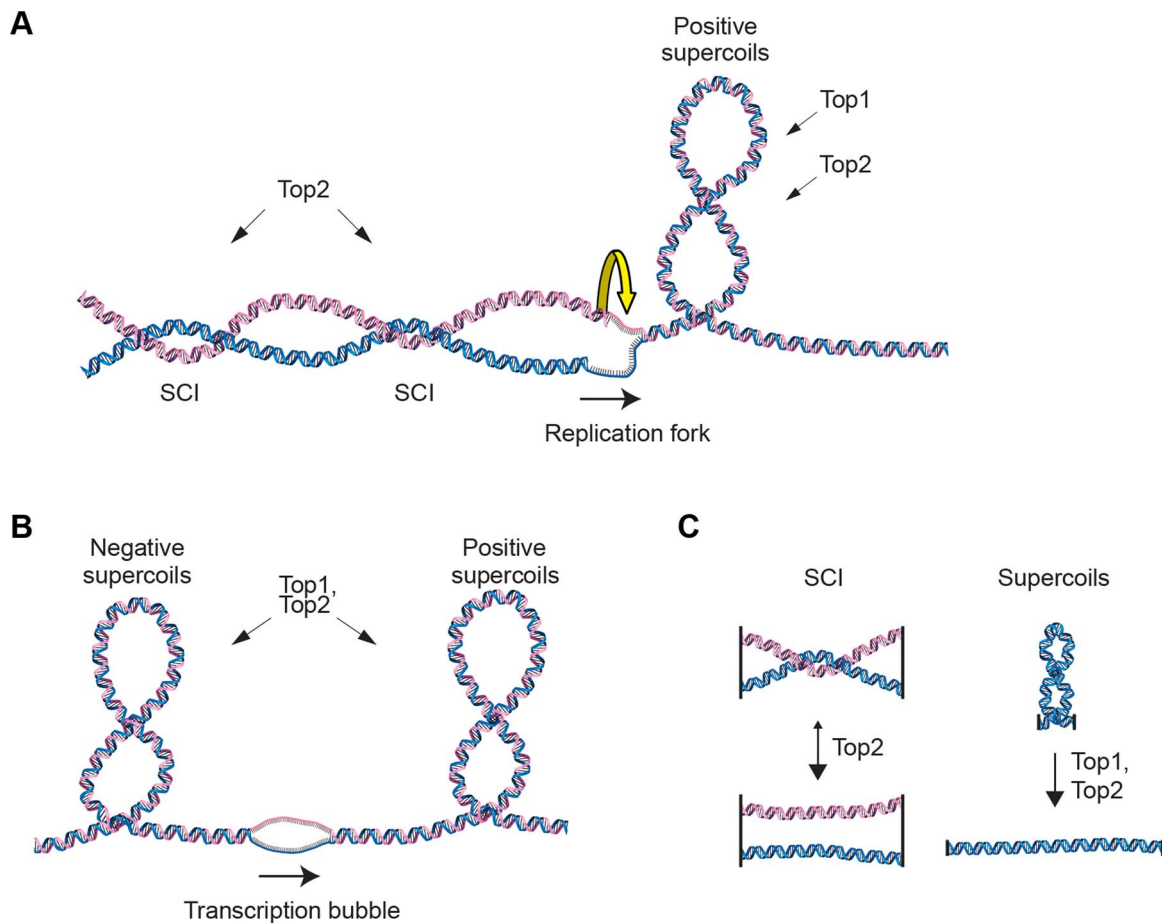 A
Positive
supercoils
Top1
Top2
Top2
SCI
SCI
Replication fork
B
Negative
supercoils
Top1,
Top2
Positive
supercoils
Transcription bubble
C
SCI
Supercoils
Top2
Top1,
Top2